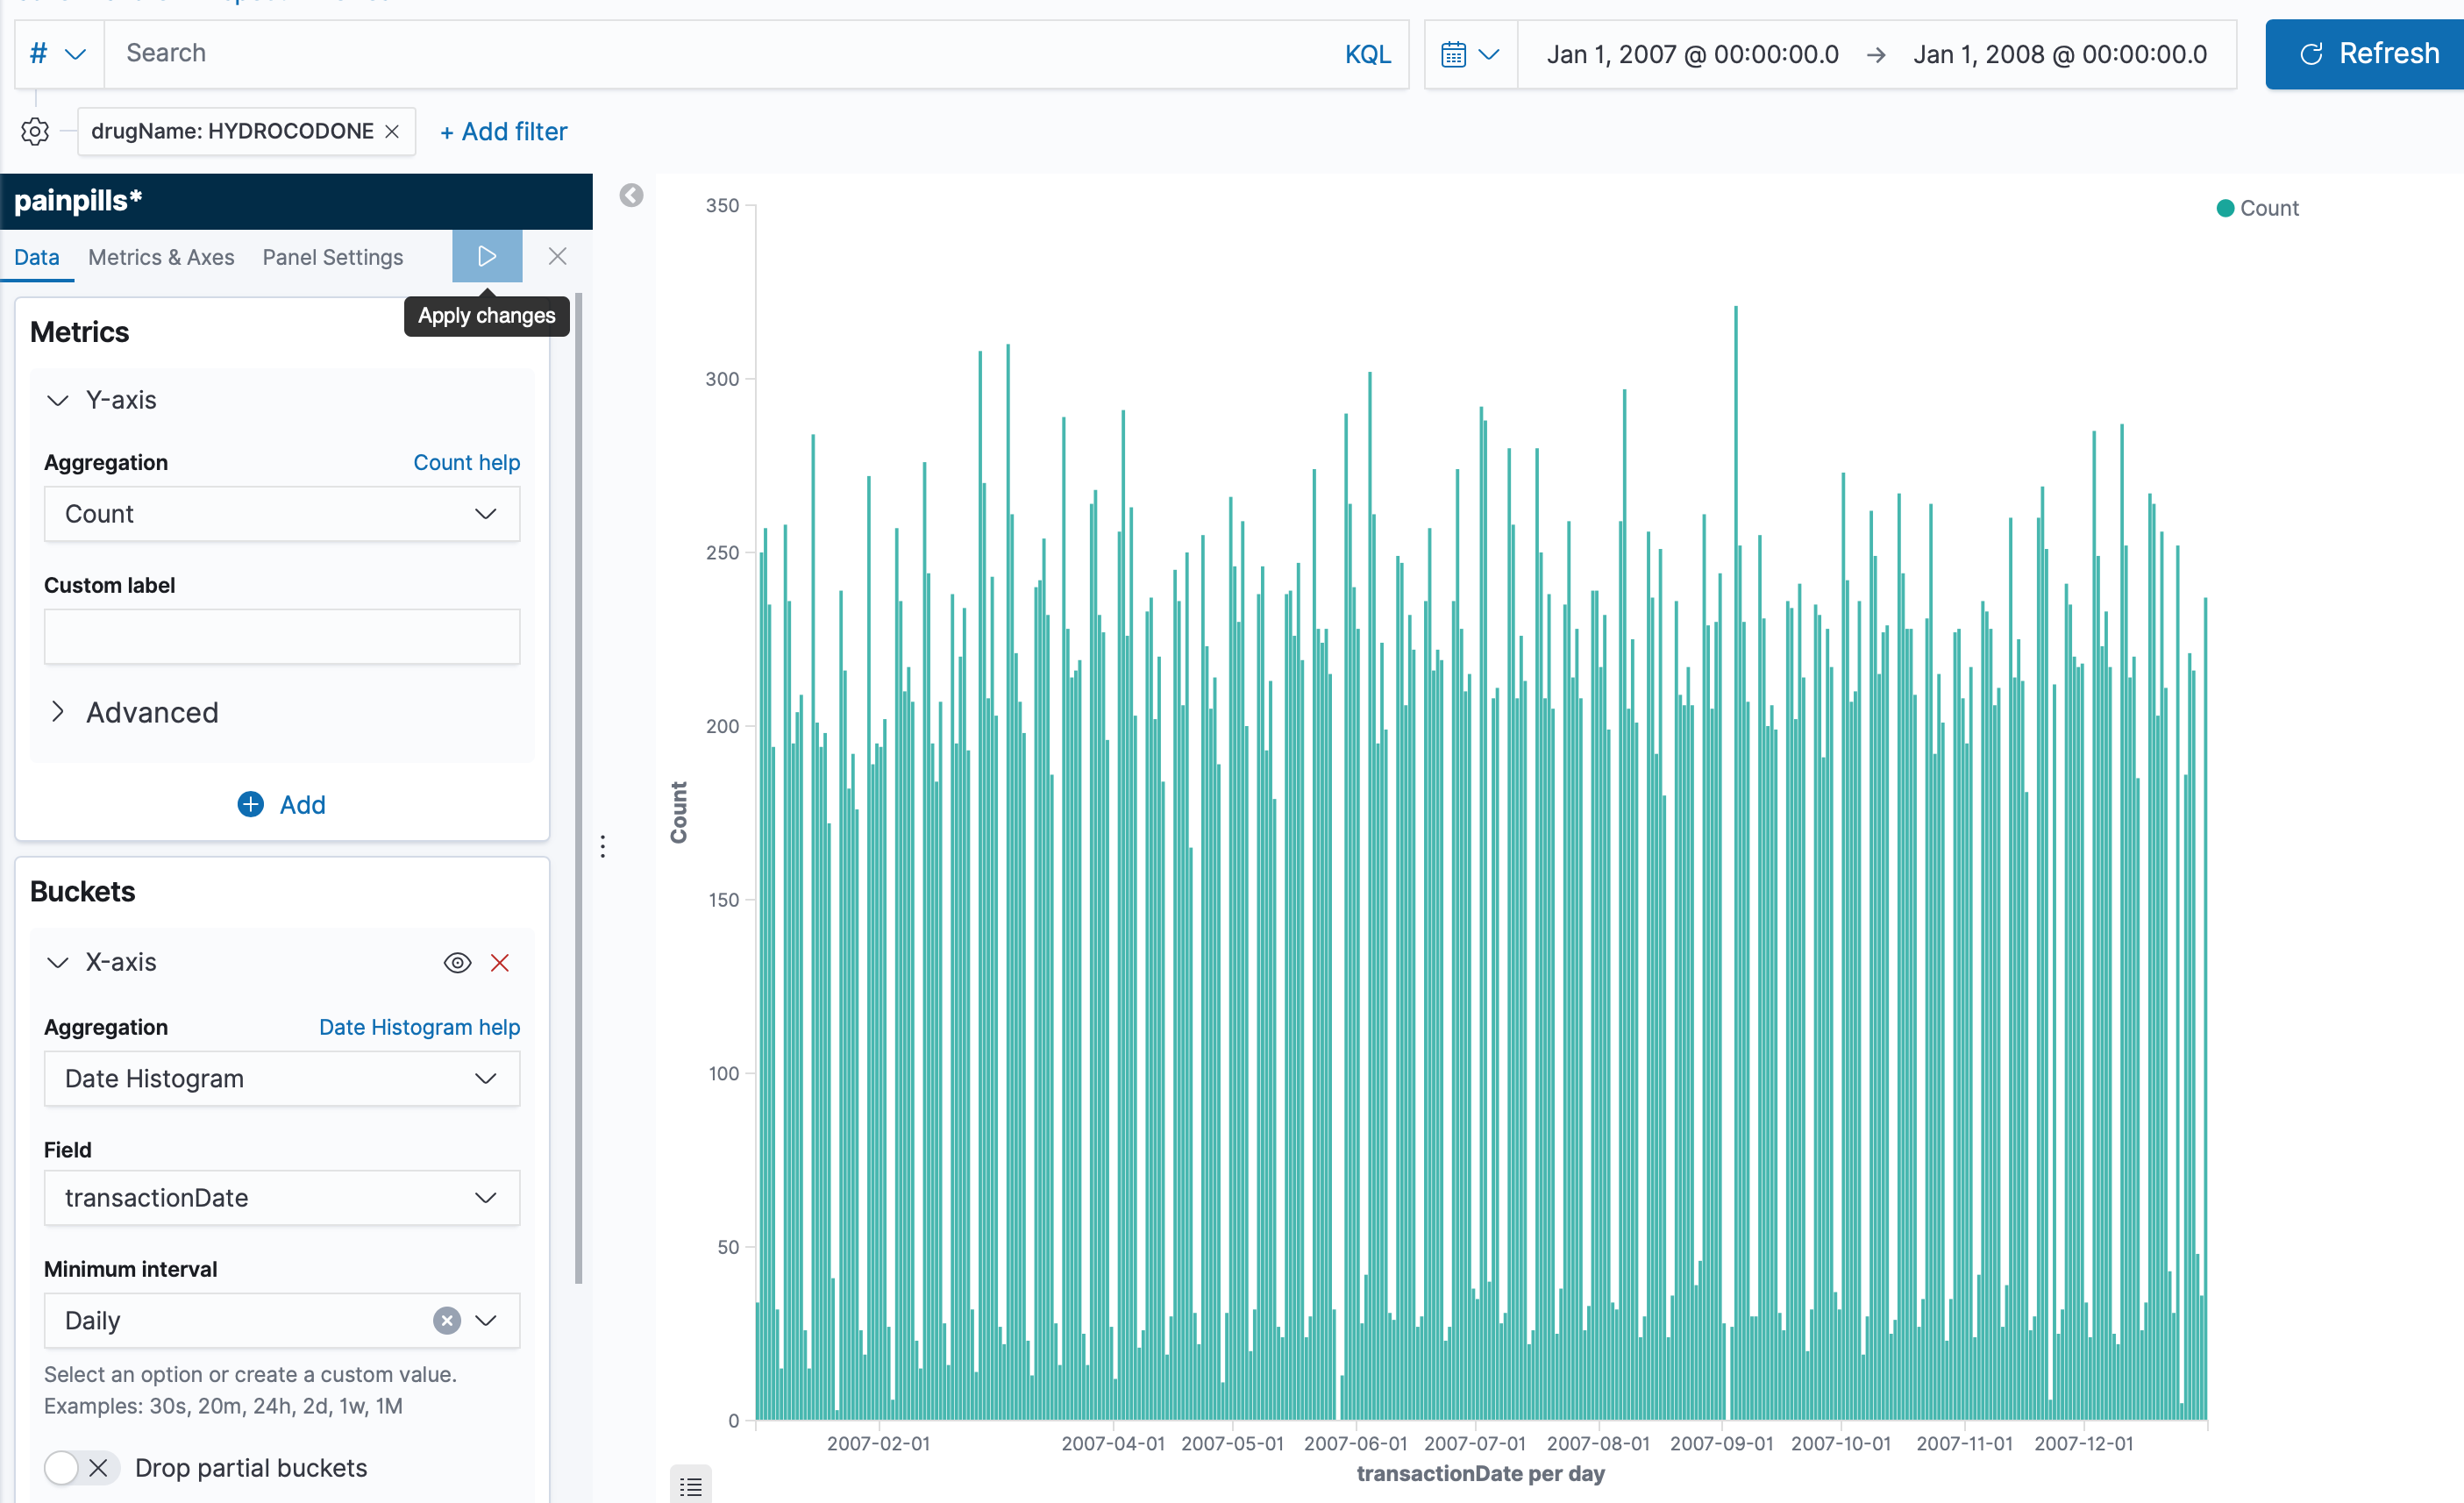 # Search KQL Jan 1, 2007 @ 00:00:00.0 → Jan 1, 2008 @ 00:00:00.0 Refresh
drugName: HYDROCODONE + Add filter
painpills*
Data Metrics & Axes Panel Settings
Apply changes
Metrics
Y-axis
Aggregation Count help
Count
Custom label
Advanced
Add
Buckets
X-axis
Aggregation Date Histogram help
Date Histogram
Field
transactionDate
Minimum interval
Daily
Select an option or create a custom value.
Examples: 30s, 20m, 24h, 2d, 1w, 1M
Drop partial buckets
Count
350
300
250
200
150
100
50
0
Count
2007-02-01 2007-04-01 2007-05-01 2007-06-01 2007-07-01 2007-08-01 2007-09-01 2007-10-01 2007-11-01 2007-12-01
transactionDate per day